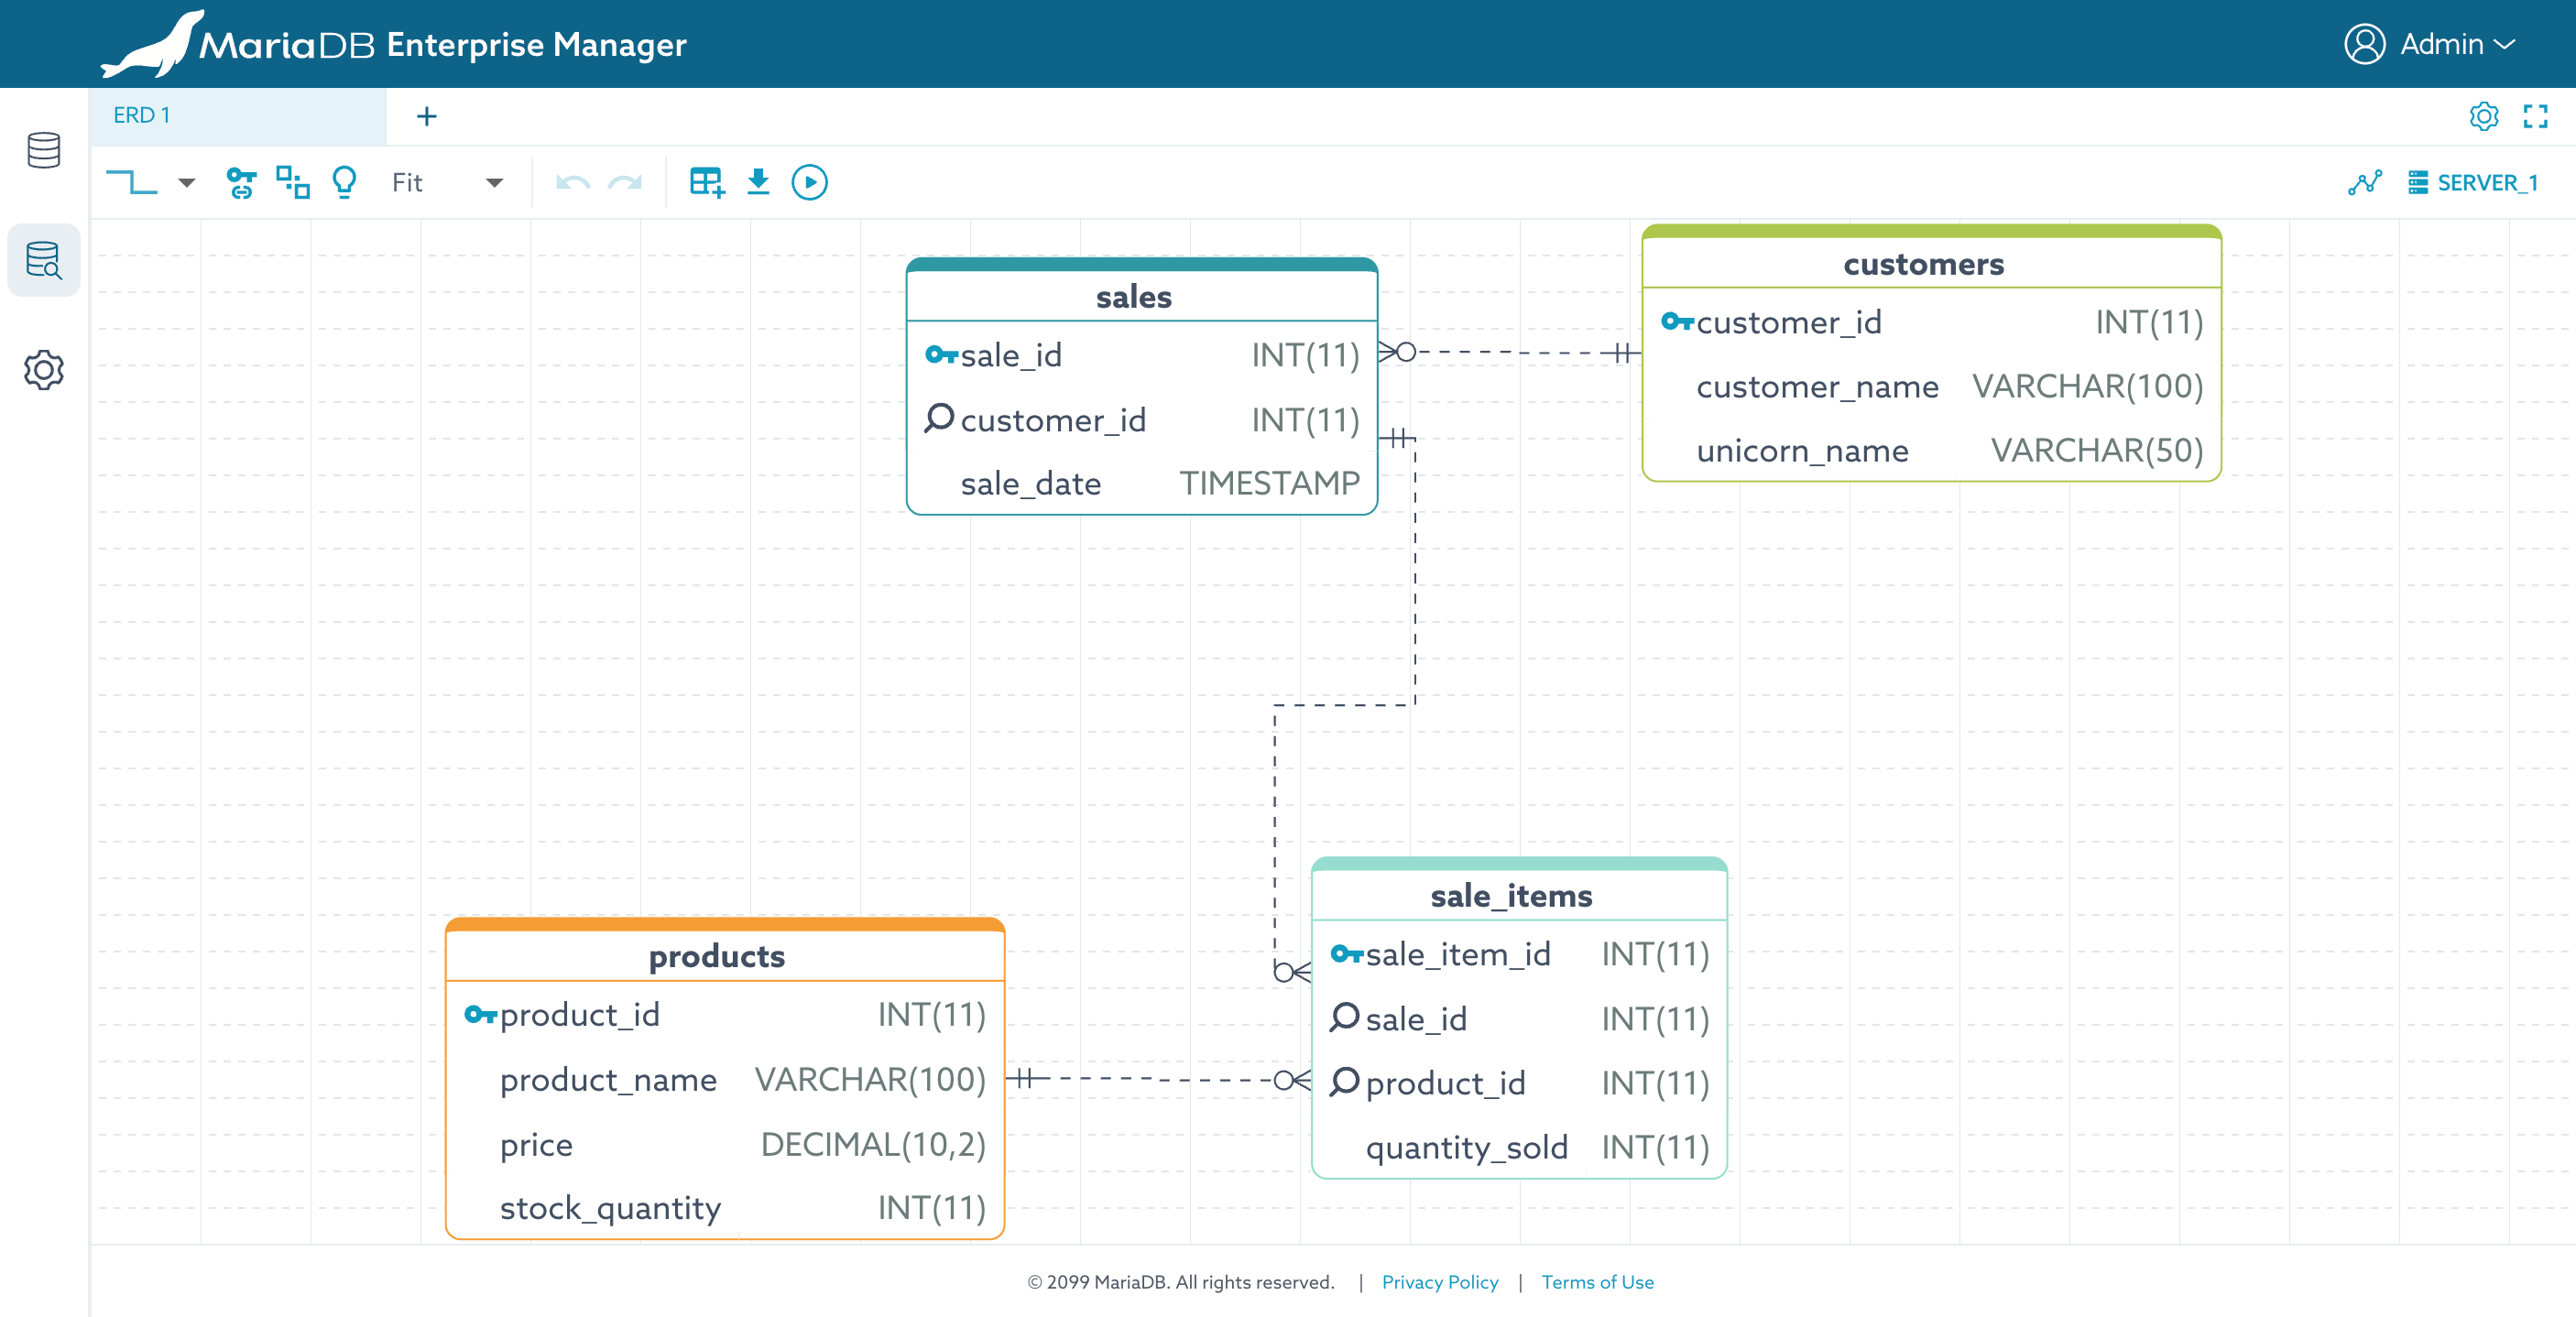 MariaDB Enterprise Manager
Admin
ERD 1
Fit
SERVER_1
sales
sale_id INT(11)
customer_id INT(11)
sale_date TIMESTAMP
customers
customer_id INT(11)
customer_name VARCHAR(100)
unicorn_name VARCHAR(50)
products
product_id INT(11)
product_name VARCHAR(100)
price DECIMAL(10,2)
stock_quantity INT(11)
sale_items
sale_item_id INT(11)
sale_id INT(11)
product_id INT(11)
quantity_sold INT(11)
© 2099 MariaDB. All rights reserved. | Privacy Policy | Terms of Use